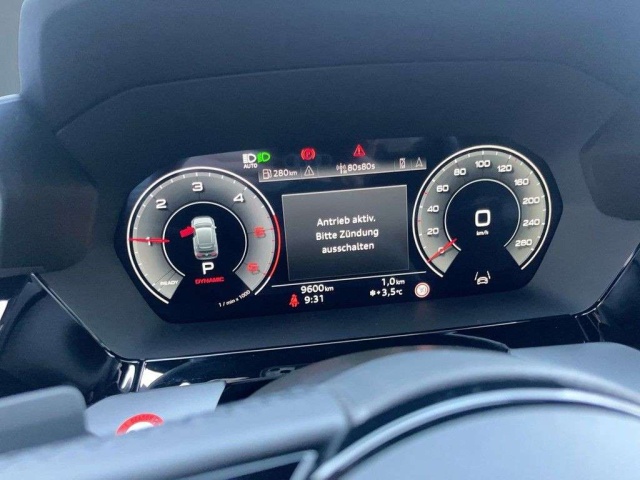 AUTO
280km
80s80s
1 2 3 4 5 6
READY
P
DYNAMIC
1 / min x 1000
Antrieb aktiv.
Bitte Zündung
ausschalten
9600km
9:31
1,0km
+3,5°C
0 20 40 60 80 100 120 140 160 180 200 220 240 260
0
km/h